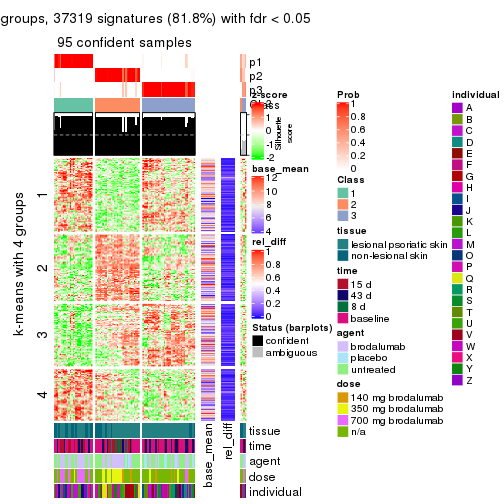 groups, 37319 signatures (81.8%) with fdr < 0.05
95 confident samples
p1
p2
p3
Class
Silhouette
score
k-means with 4 groups
1
2
3
4
tissue
time
agent
dose
individual
base_mean
rel_diff
z-score
2
1
0
-1
-2
base_mean
12
10
8
6
4
rel_diff
1
0.8
0.6
0.4
0.2
0
Status (barplots)
confident
ambiguous
Prob
1
0.8
0.6
0.4
0.2
0
Class
1
2
3
tissue
lesional psoriatic skin
non-lesional skin
time
15 d
43 d
8 d
baseline
agent
brodalumab
placebo
untreated
dose
140 mg brodalumab
350 mg brodalumab
700 mg brodalumab
n/a
individual
A
B
C
D
E
F
G
H
I
J
K
L
M
O
P
Q
R
S
T
U
V
W
X
Y
Z